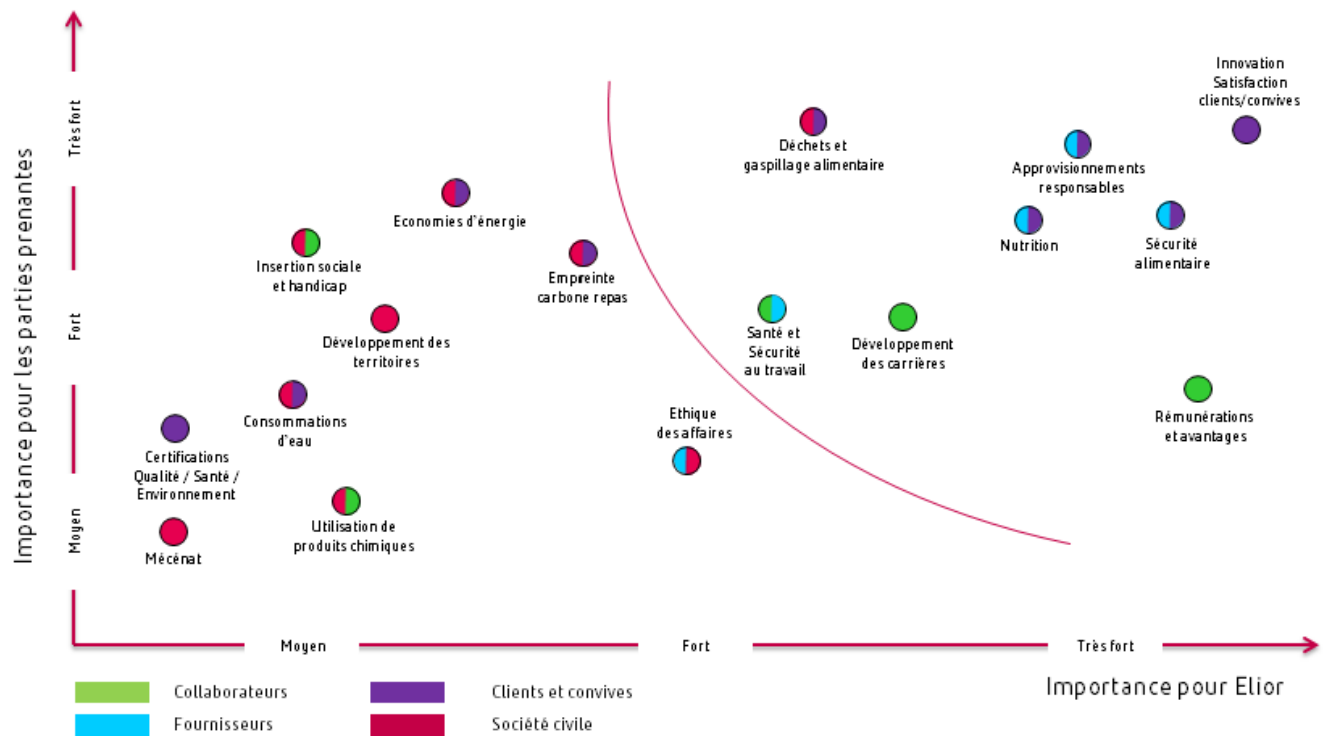 Importance pour les parties prenantes
Très fort
Fort
Moyen
Innovation
Satisfaction
clients/convives
Déchets et
gaspillage alimentaire
Approvisionnements
responsables
Economies d'énergie
Nutrition
Sécurité
alimentaire
Insertion sociale
et handicap
Empreinte
carbone repas
Développement des
territoires
Santé et
Sécurité
au travail
Développement
des carrières
Consommations
d'eau
Ethique
des affaires
Rémunérations
et avantages
Certifications
Qualité / Santé /
Environnement
Utilisation de
produits chimiques
Mécénat
Moyen
Fort
Très fort
Importance pour Elior
Collaborateurs
Clients et convives
Fournisseurs
Société civile